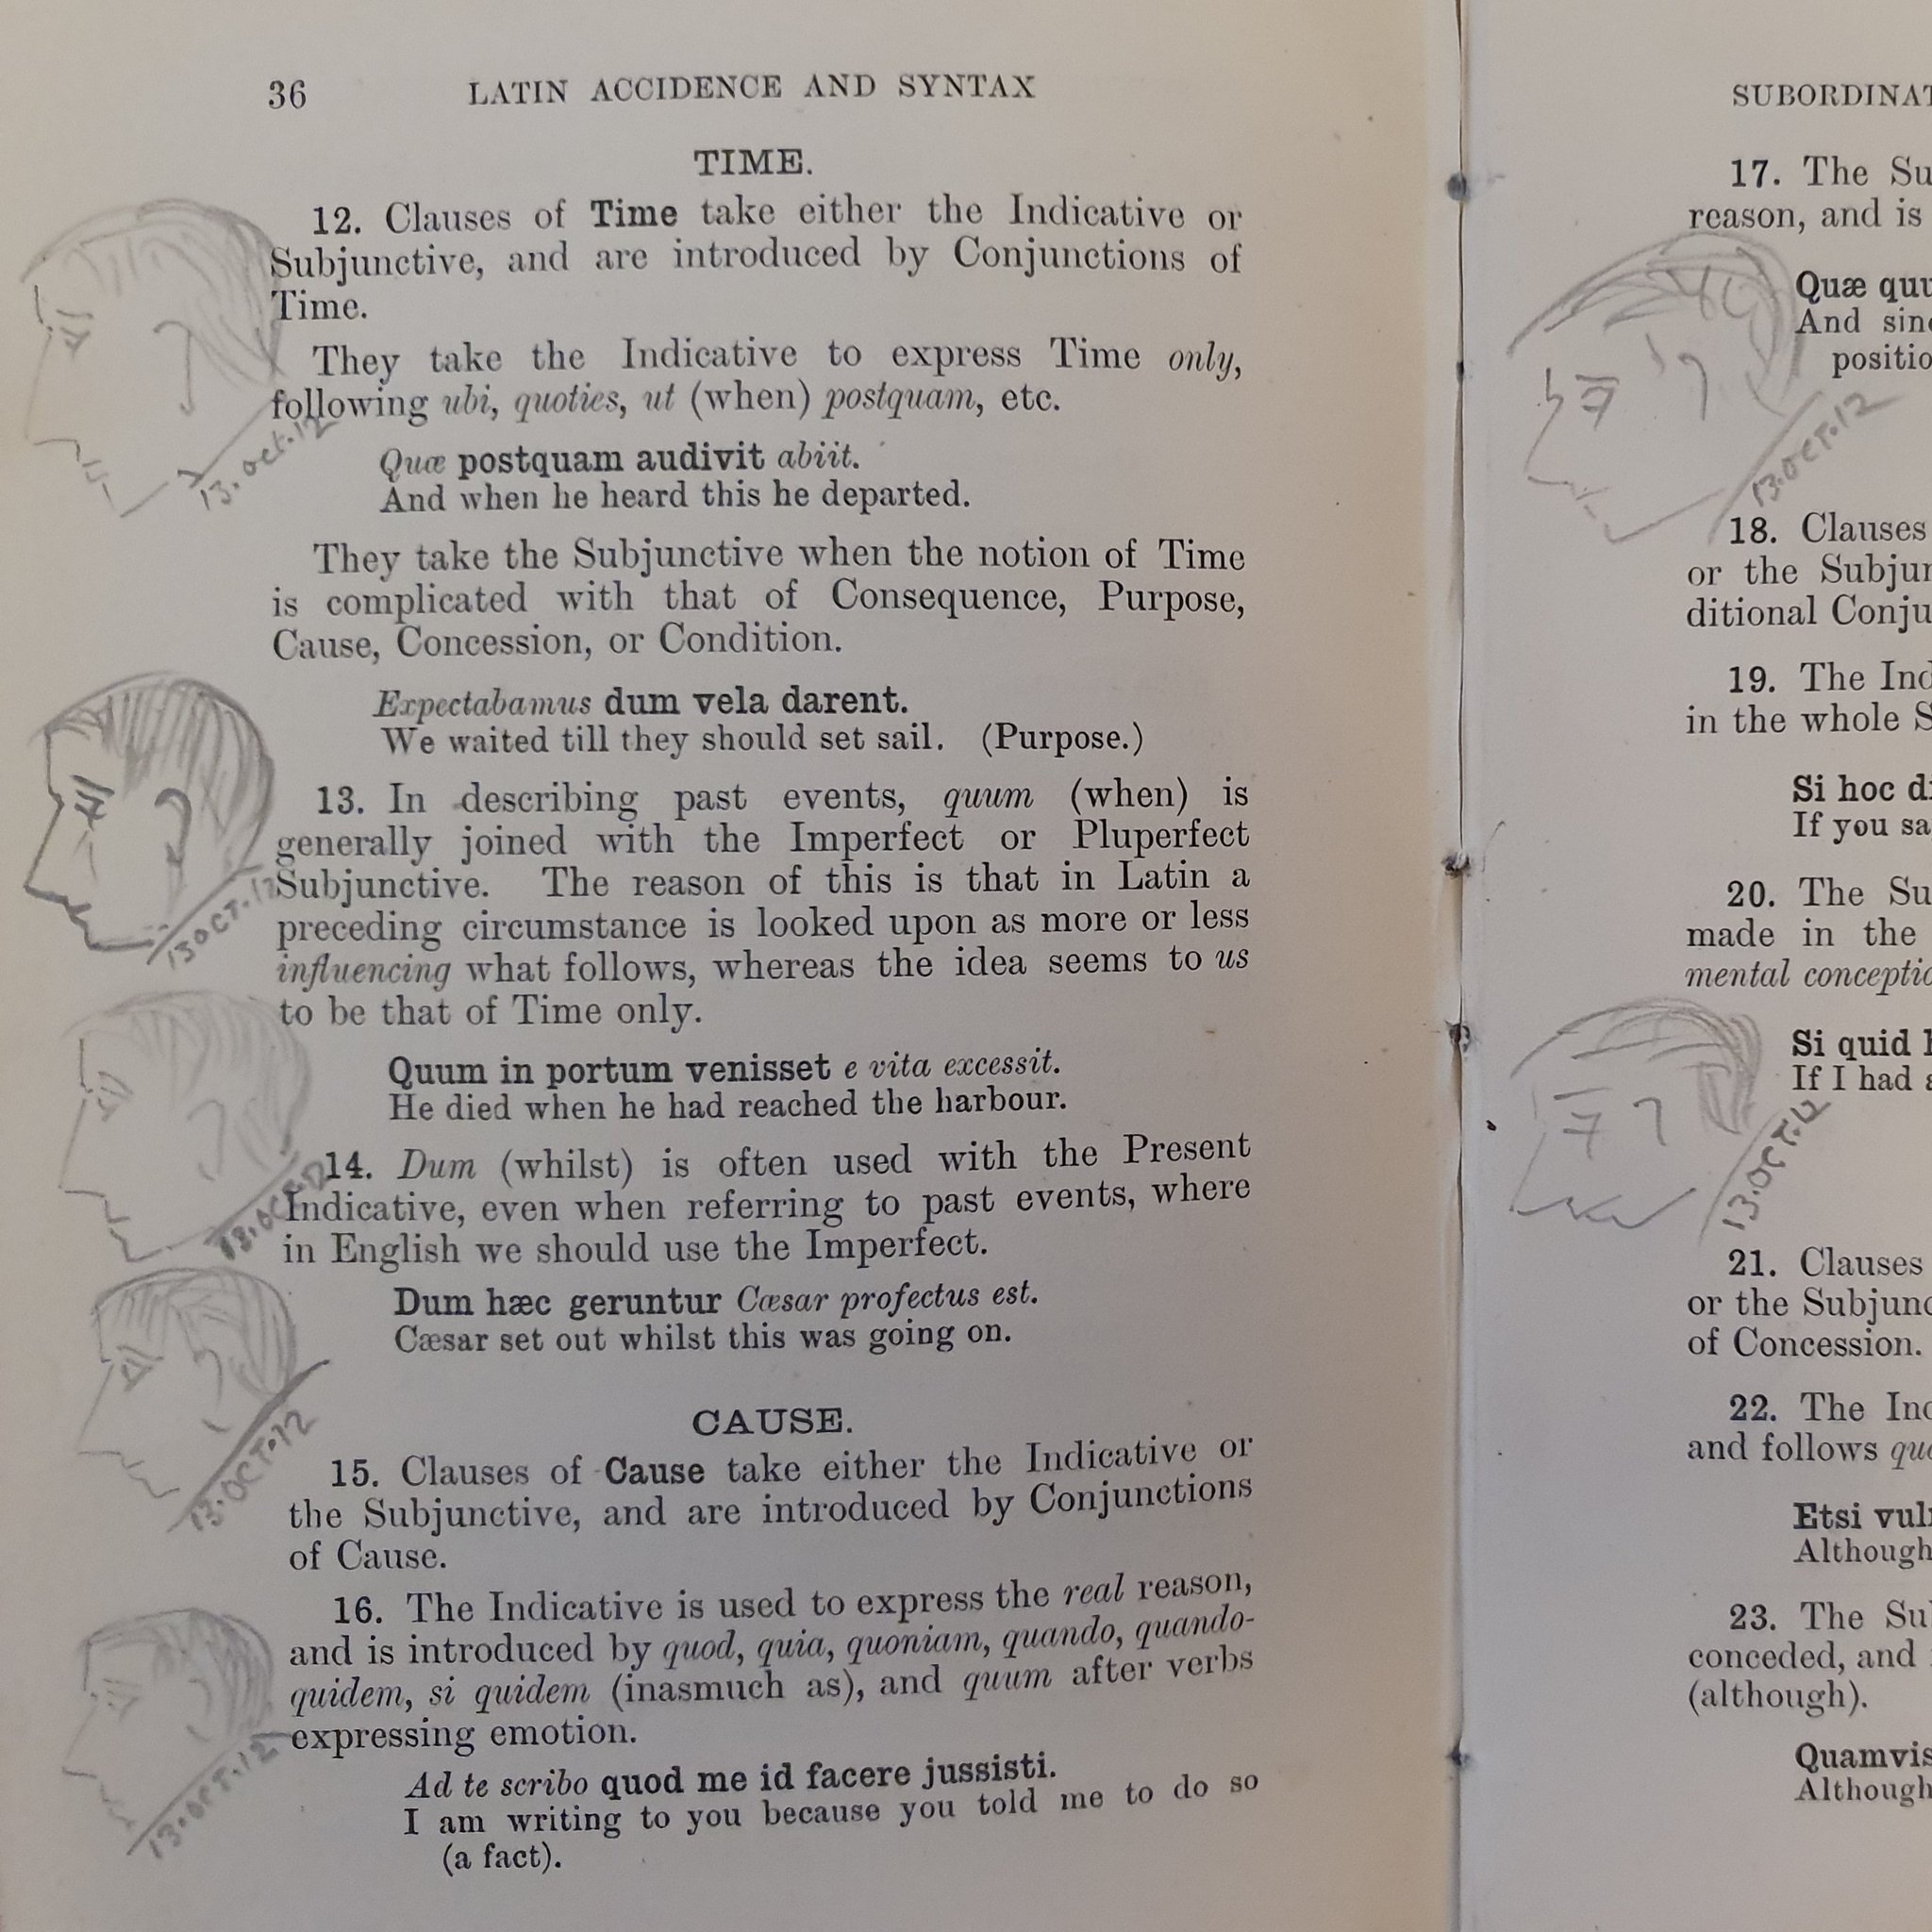 36 LATIN ACCIDENCE AND SYNTAX
TIME.
12. Clauses of Time take either the Indicative or
Subjunctive, and are introduced by Conjunctions of
Time.
They take the Indicative to express Time only,
following ubi, quoties, ut (when) postquam, etc.
13. Oct. 12
Quæ postquam audivit abiit.
And when he heard this he departed.
They take the Subjunctive when the notion of Time
is complicated with that of Consequence, Purpose,
Cause, Concession, or Condition.
Expectabamus dum vela darent.
We waited till they should set sail. (Purpose.)
13. In describing past events, quum (when) is
generally joined with the Imperfect or Pluperfect
Subjunctive. The reason of this is that in Latin a
13 OCT. 12
preceding circumstance is looked upon as more or less
influencing what follows, whereas the idea seems to us
to be that of Time only.
Quum in portum venisset e vita excessit.
He died when he had reached the harbour.
14. Dum (whilst) is often used with the Present
Indicative, even when referring to past events, where
13. OCT. 12
in English we should use the Imperfect.
Dum hæc geruntur Cæsar profectus est.
Cæsar set out whilst this was going on.
CAUSE.
13. OCT. 12
15. Clauses of Cause take either the Indicative or
the Subjunctive, and are introduced by Conjunctions
of Cause.
16. The Indicative is used to express the real reason,
and is introduced by quod, quia, quoniam, quando, quando-
quidem, si quidem (inasmuch as), and quum after verbs
expressing emotion.
13. OCT. 12
Ad te scribo quod me id facere jussisti.
I am writing to you because you told me to do so
(a fact).
SUBORDINAT
17. The Su
reason, and is
Quæ quu
And sinc
positio
13. OCT. 12
18. Clauses
or the Subjun
ditional Conju
19. The Ind
in the whole S
Si hoc di
If you sa
20. The Su
made in the
mental conceptio
Si quid
If I had
13. OCT. 12
21. Clauses
or the Subjunc
of Concession.
22. The Ind
and follows qua
Etsi vuln
Although
23. The Su
conceded, and
(although).
Quamvis
Although